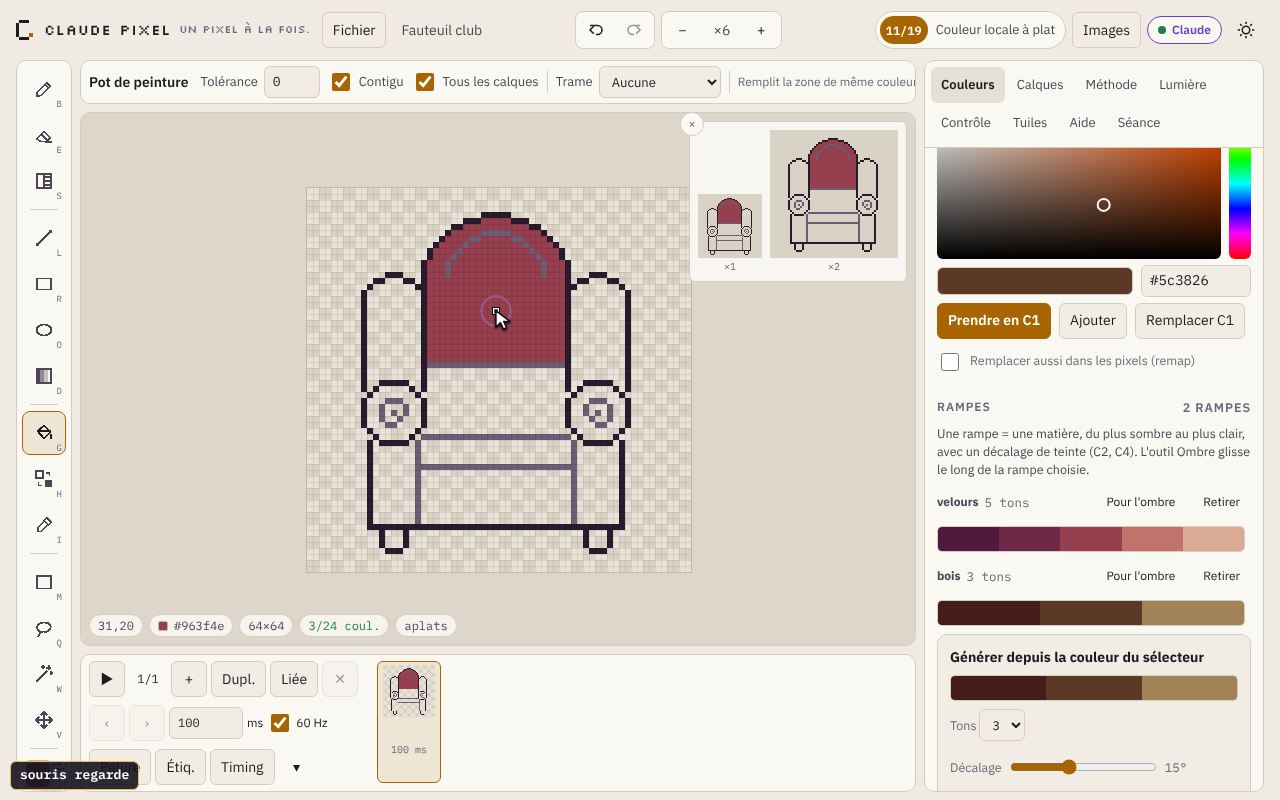 CLAUDE PIXEL UN PIXEL À LA FOIS.
Fichier
Fauteuil club
− ×6 +
11/19 Couleur locale à plat
Images
Claude
Pot de peinture Tolérance 0 Contigu Tous les calques Trame Aucune Remplit la zone de même couleur
B
E
S
L
R
O
D
G
H
I
M
Q
W
V
×
×1
×2
31,20
#963f4e
64×64
3/24 coul.
aplats
1/1 + Dupl. Liée ×
‹ › 100 ms 60 Hz
Étiq. Timing ▼
100 ms
souris regarde
Couleurs Calques Méthode Lumière
Contrôle Tuiles Aide Séance
#5c3826
Prendre en C1 Ajouter Remplacer C1
Remplacer aussi dans les pixels (remap)
RAMPES 2 RAMPES
Une rampe = une matière, du plus sombre au plus clair,
avec un décalage de teinte (C2, C4). L'outil Ombre glisse
le long de la rampe choisie.
velours 5 tons Pour l'ombre Retirer
bois 3 tons Pour l'ombre Retirer
Générer depuis la couleur du sélecteur
Tons 3
Décalage 15°